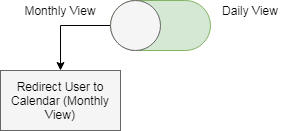 Monthly View
Daily View
Redirect User to
Calendar (Monthly
View)